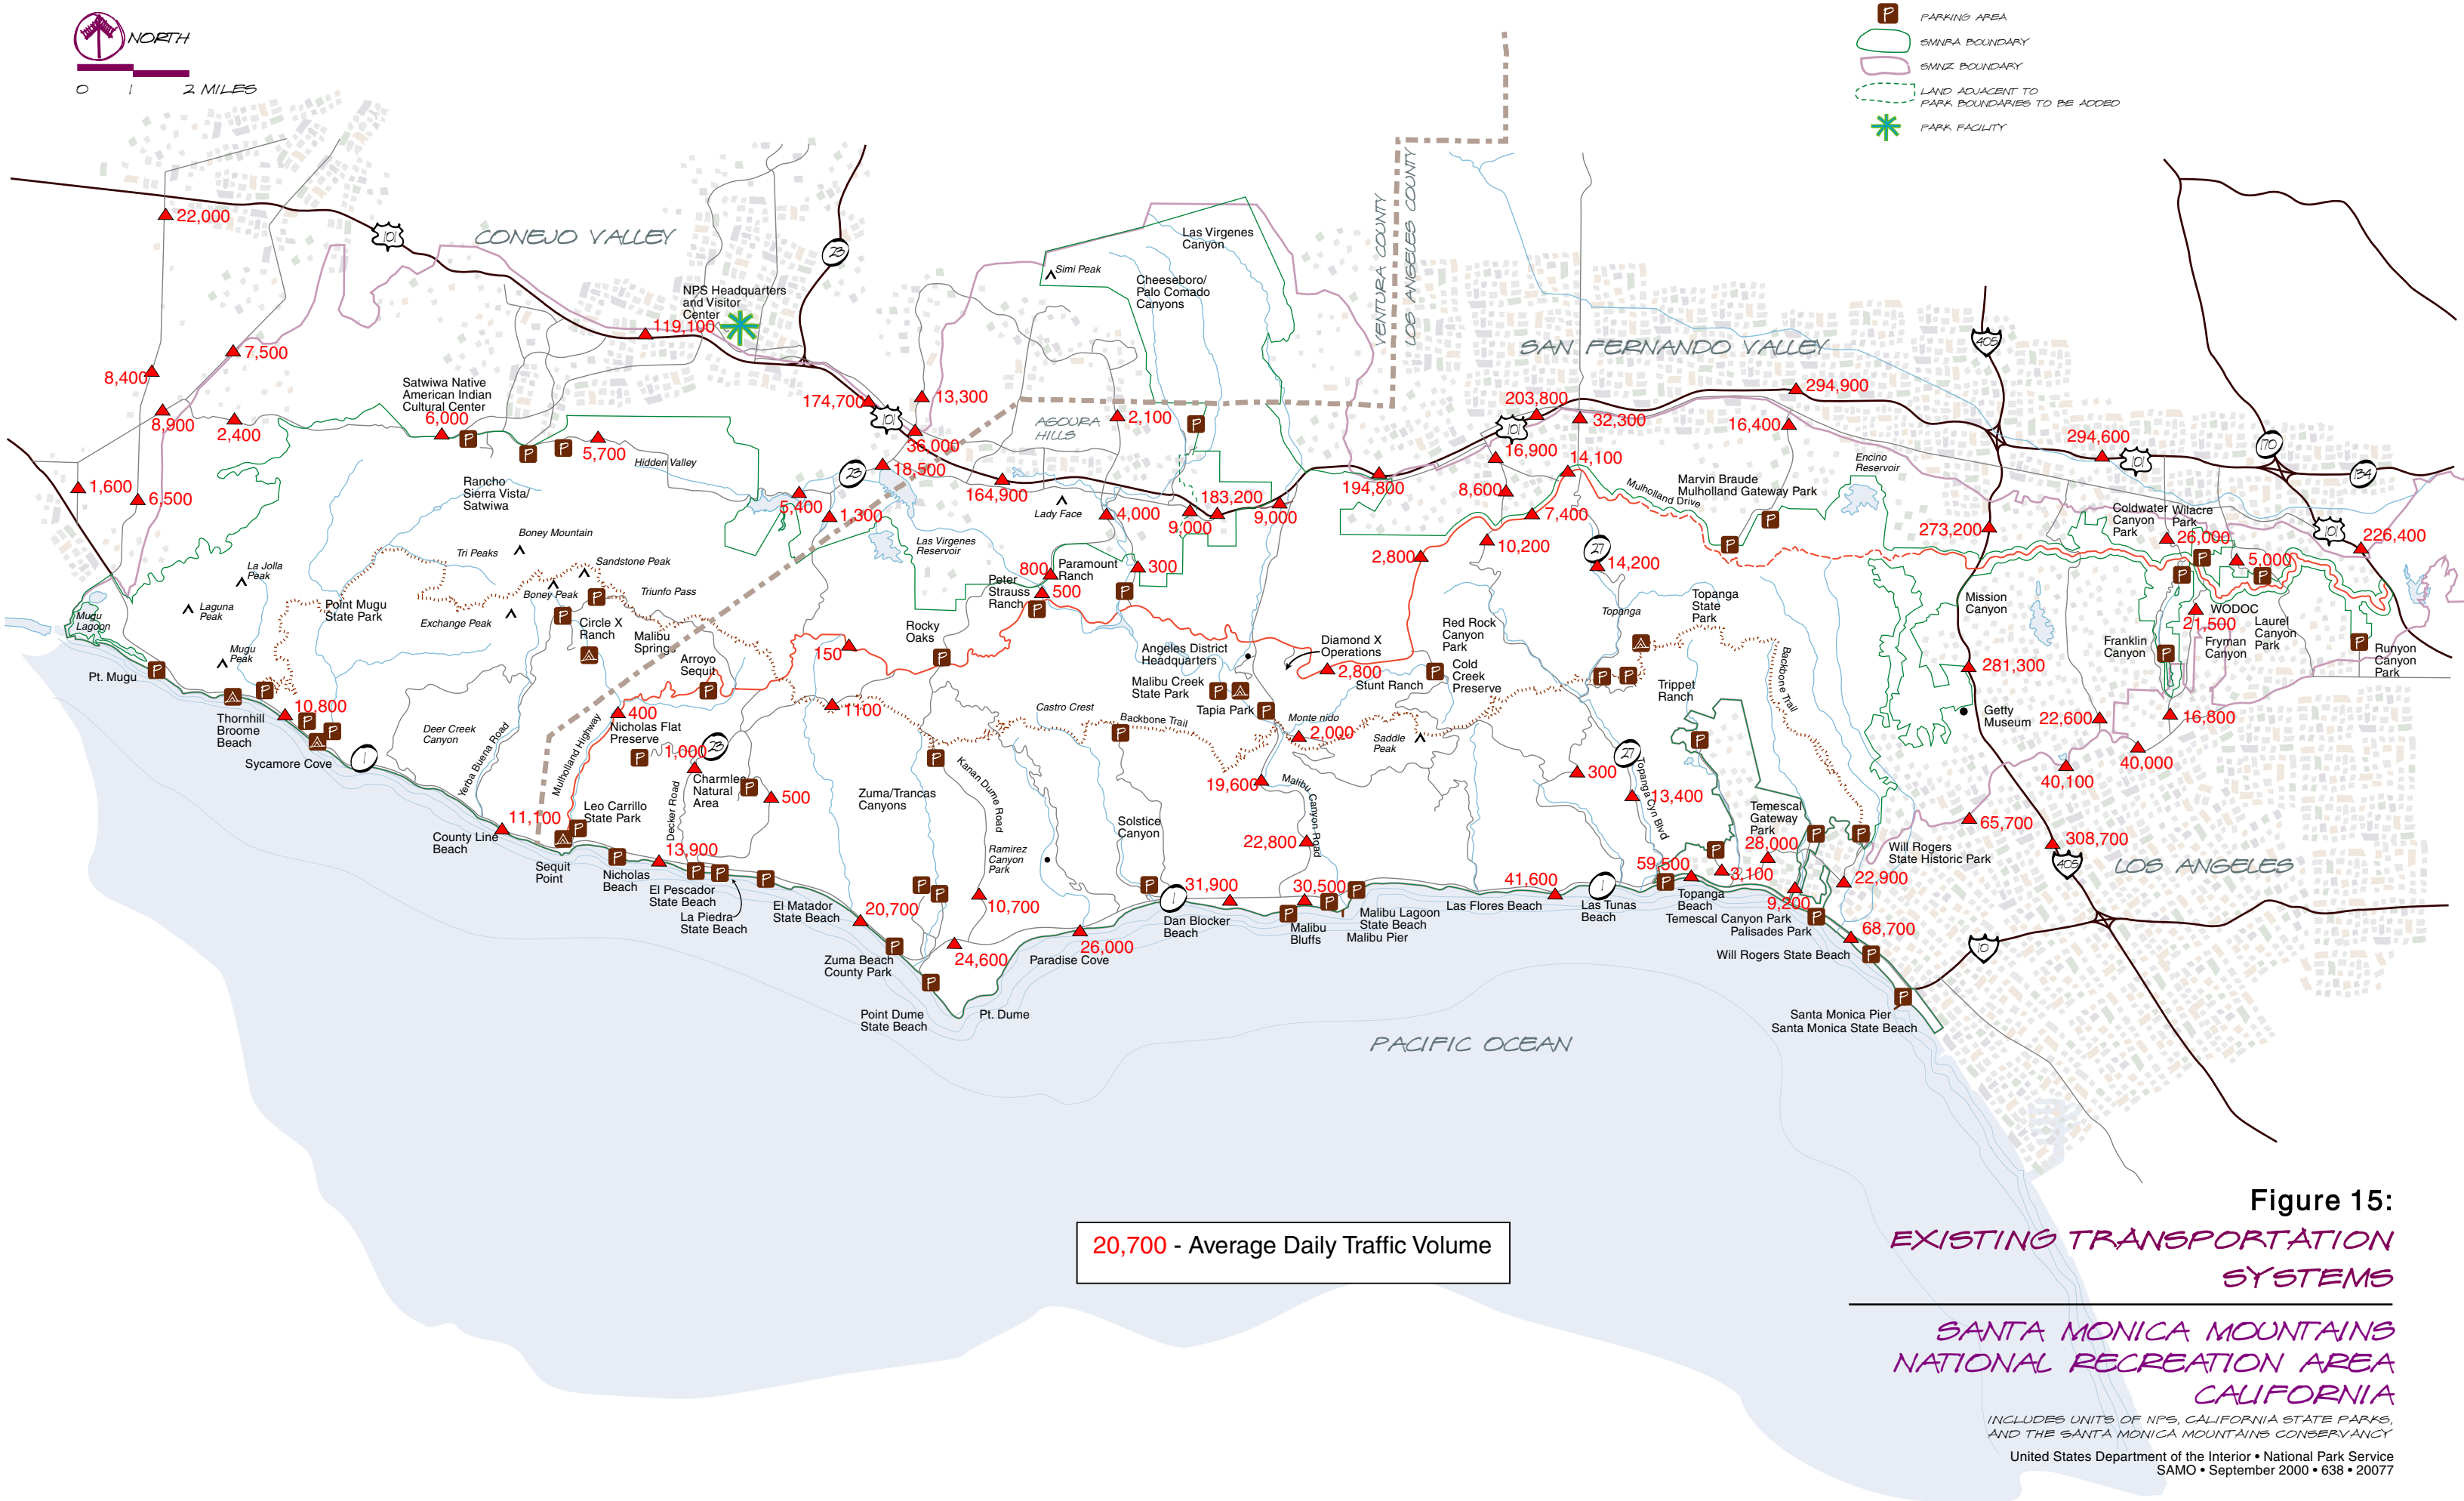 NORTH
0 1 2 MILES
PARKING AREA
SMNRA BOUNDARY
SMNZ BOUNDARY
LAND ADJACENT TO
PARK BOUNDARIES TO BE ADDED
PARK FACILITY
VENTURA COUNTY
LOS ANGELES COUNTY
22,000
101
CONEJO VALLEY
23
Las Virgenes
Canyon
Simi Peak
Cheeseboro/
Palo Comado
Canyons
NPS Headquarters
and Visitor
Center
119,100
405
SAN FERNANDO VALLEY
7,500
8,400
Satwiwa Native
American Indian
Cultural Center
6,000
8,900
2,400
5,700
Hidden Valley
174,700
13,300
101
36,000
AGOURA
HILLS
2,100
203,800
101
32,300
294,900
16,400
294,600
101
170
134
1,600
6,500
Rancho
Sierra Vista/
Satwiwa
23
18,500
5,400
1,300
164,900
Lady Face
4,000
183,200
9,000
9,000
194,800
16,900
14,100
8,600
7,400
Mulholland Drive
Marvin Braude
Mulholland Gateway Park
Encino
Reservoir
273,200
Coldwater
Canyon
Park
Wilacre
Park
26,000
101
226,400
5,000
Boney Mountain
Tri Peaks
Sandstone Peak
Las Virgenes
Reservoir
10,200
2,800
27
14,200
La Jolla
Peak
Laguna
Peak
Mugu
Lagoon
Point Mugu
State Park
Boney Peak
Exchange Peak
Triunfo Pass
Circle X
Ranch
Malibu
Springs
800
Paramount
Ranch
300
Peter
Strauss
Ranch
500
Topanga
Topanga
State
Park
Mission
Canyon
WODOC
21,500
Franklin
Canyon
Fryman
Canyon
Laurel
Canyon
Park
Runyon
Canyon
Park
Mugu
Peak
Pt. Mugu
Arroyo
Sequit
150
Rocky
Oaks
Angeles District
Headquarters
Diamond X
Operations
2,800
Red Rock
Canyon
Park
Cold
Creek
Preserve
Stunt Ranch
Malibu Creek
State Park
Tapia Park
Trippet
Ranch
Backbone Trail
281,300
Getty
Museum
22,600
16,800
Thornhill
Broome
Beach
10,800
Sycamore Cove
1
Deer Creek
Canyon
Yerba Buena Road
Mulholland Highway
400
Nicholas Flat
Preserve
1,000
23
1100
Castro Crest
Backbone Trail
Monte nido
2,000
Saddle
Peak
27
40,000
40,100
Charmlee
Natural
Area
500
Decker Road
Zuma/Trancas
Canyons
Kanan Dume Road
19,600
Malibu Canyon Road
300
Topanga Cyn Blvd
13,400
Temescal
Gateway
Park
65,700
308,700
405
LOS ANGELES
11,100
County Line
Beach
Leo Carrillo
State Park
Sequit
Point
13,900
Nicholas
Beach
El Pescador
State Beach
La Piedra
State Beach
El Matador
State Beach
20,700
Solstice
Canyon
Ramirez
Canyon
Park
10,700
22,800
28,000
Will Rogers
State Historic Park
59,500
3,100
22,900
9,200
1
31,900
30,500
41,600
1
Dan Blocker
Beach
Malibu
Bluffs
Malibu Lagoon
State Beach
Malibu Pier
Las Flores Beach
Las Tunas
Beach
Topanga
Beach
Temescal Canyon Park
Palisades Park
68,700
Will Rogers State Beach
10
Zuma Beach
County Park
24,600
26,000
Paradise Cove
Point Dume
State Beach
Pt. Dume
Santa Monica Pier
Santa Monica State Beach
PACIFIC OCEAN
20,700 - Average Daily Traffic Volume
Figure 15:
EXISTING TRANSPORTATION
SYSTEMS
SANTA MONICA MOUNTAINS
NATIONAL RECREATION AREA
CALIFORNIA
INCLUDES UNITS OF NPS, CALIFORNIA STATE PARKS,
AND THE SANTA MONICA MOUNTAINS CONSERVANCY
United States Department of the Interior • National Park Service
SAMO • September 2000 • 638 • 20077